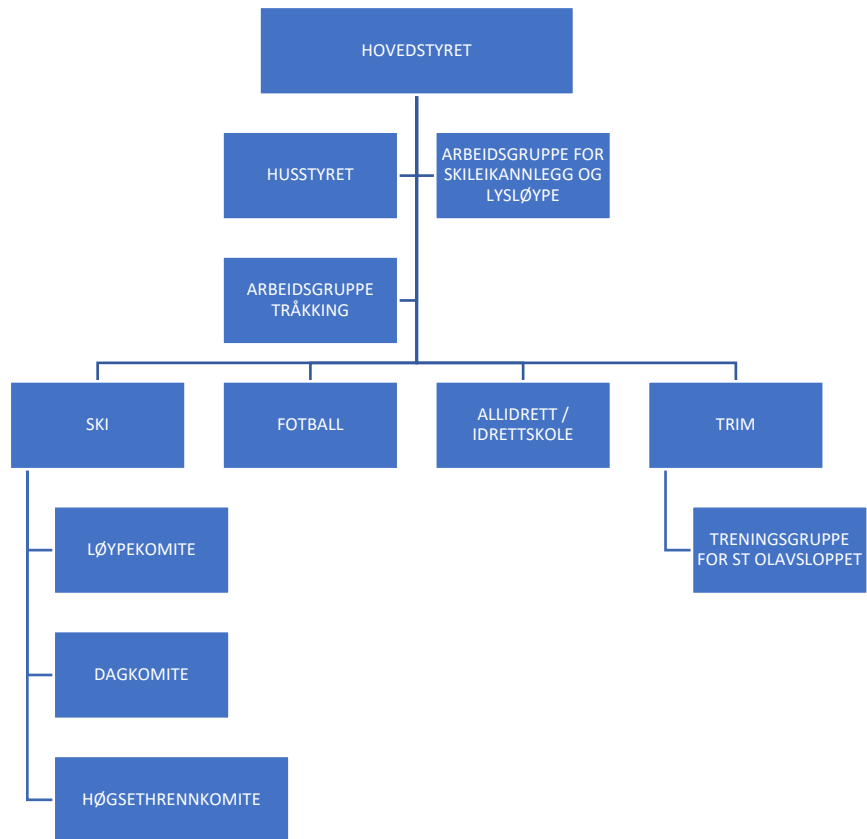 HOVEDSTYRET
HUSSTYRET
ARBEIDSGRUPPE FOR
SKILEIKANNLEGG OG
LYSLØYPE
ARBEIDSGRUPPE
TRÅKKING
SKI
FOTBALL
ALLIDRETT /
IDRETTSKOLE
TRIM
LØYPEKOMITE
TRENINGSGRUPPE
FOR ST OLAVSLOPPET
DAGKOMITE
HØGSETHRENNKOMITE